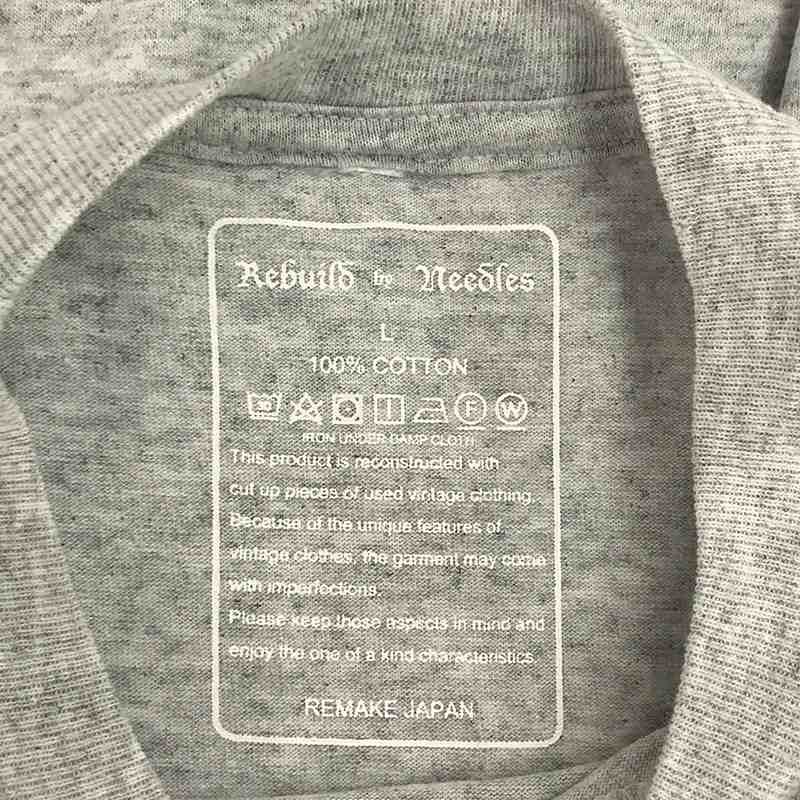 Rebuild by Needles
L
100% COTTON
F W
IRON UNDER DAMP CLOTH
This product is reconstructed with
cut up pieces of used vintage clothing.
Because of the unique features of
vintage clothes, the garment may come
with imperfections.
Please keep those aspects in mind and
enjoy the one of a kind characteristics.
REMAKE JAPAN